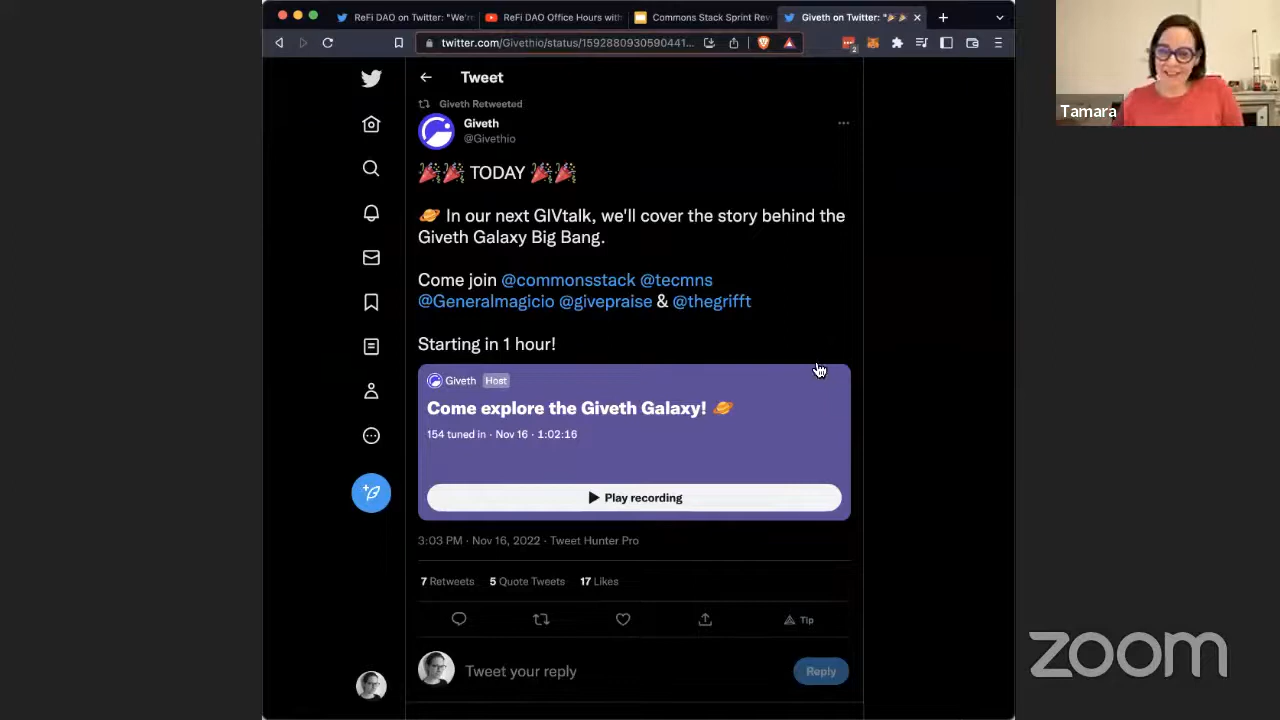 ReFi DAO on Twitter: "We'r
ReFi DAO Office Hours with
Commons Stack Sprint Rev
Giveth on Twitter: "🎉🎉
twitter.com/Givethio/status/1592880930590441...
2
Tweet
Giveth Retweeted
Giveth
@Givethio
🎉🎉 TODAY 🎉🎉
🪐 In our next GIVtalk, we'll cover the story behind the
Giveth Galaxy Big Bang.
Come join @commonsstack @tecmns
@Generalmagicio @givepraise & @thegrifft
Starting in 1 hour!
Giveth Host
Come explore the Giveth Galaxy! 🪐
154 tuned in · Nov 16 · 1:02:16
Play recording
3:03 PM · Nov 16, 2022 · Tweet Hunter Pro
7 Retweets 5 Quote Tweets 17 Likes
Tip
Tweet your reply
Reply
Tamara
zoom